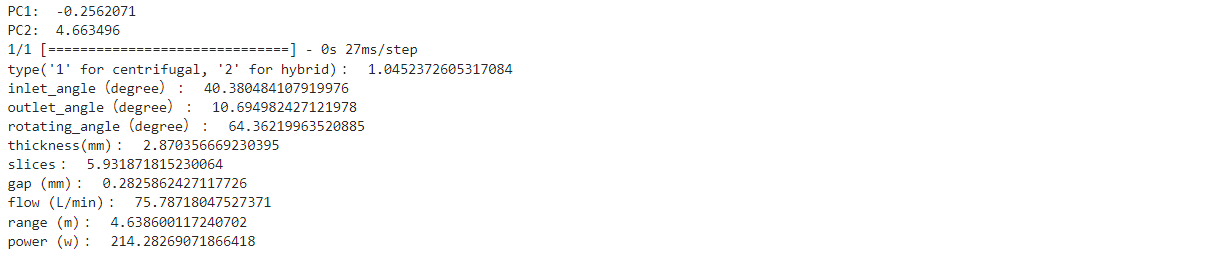 PC1:  -0.2562071
PC2:  4.663496
1/1 [==============================] - 0s 27ms/step
type('1' for centrifugal, '2' for hybrid)：  1.0452372605317084
inlet_angle（degree）：  40.380484107919976
outlet_angle（degree）：  10.694982427121978
rotating_angle（degree）：  64.36219963520885
thickness(mm)：  2.870356669230395
slices：  5.931871815230064
gap (mm)：  0.2825862427117726
flow (L/min)：  75.78718047527371
range (m)：  4.638600117240702
power (w)：  214.28269071866418